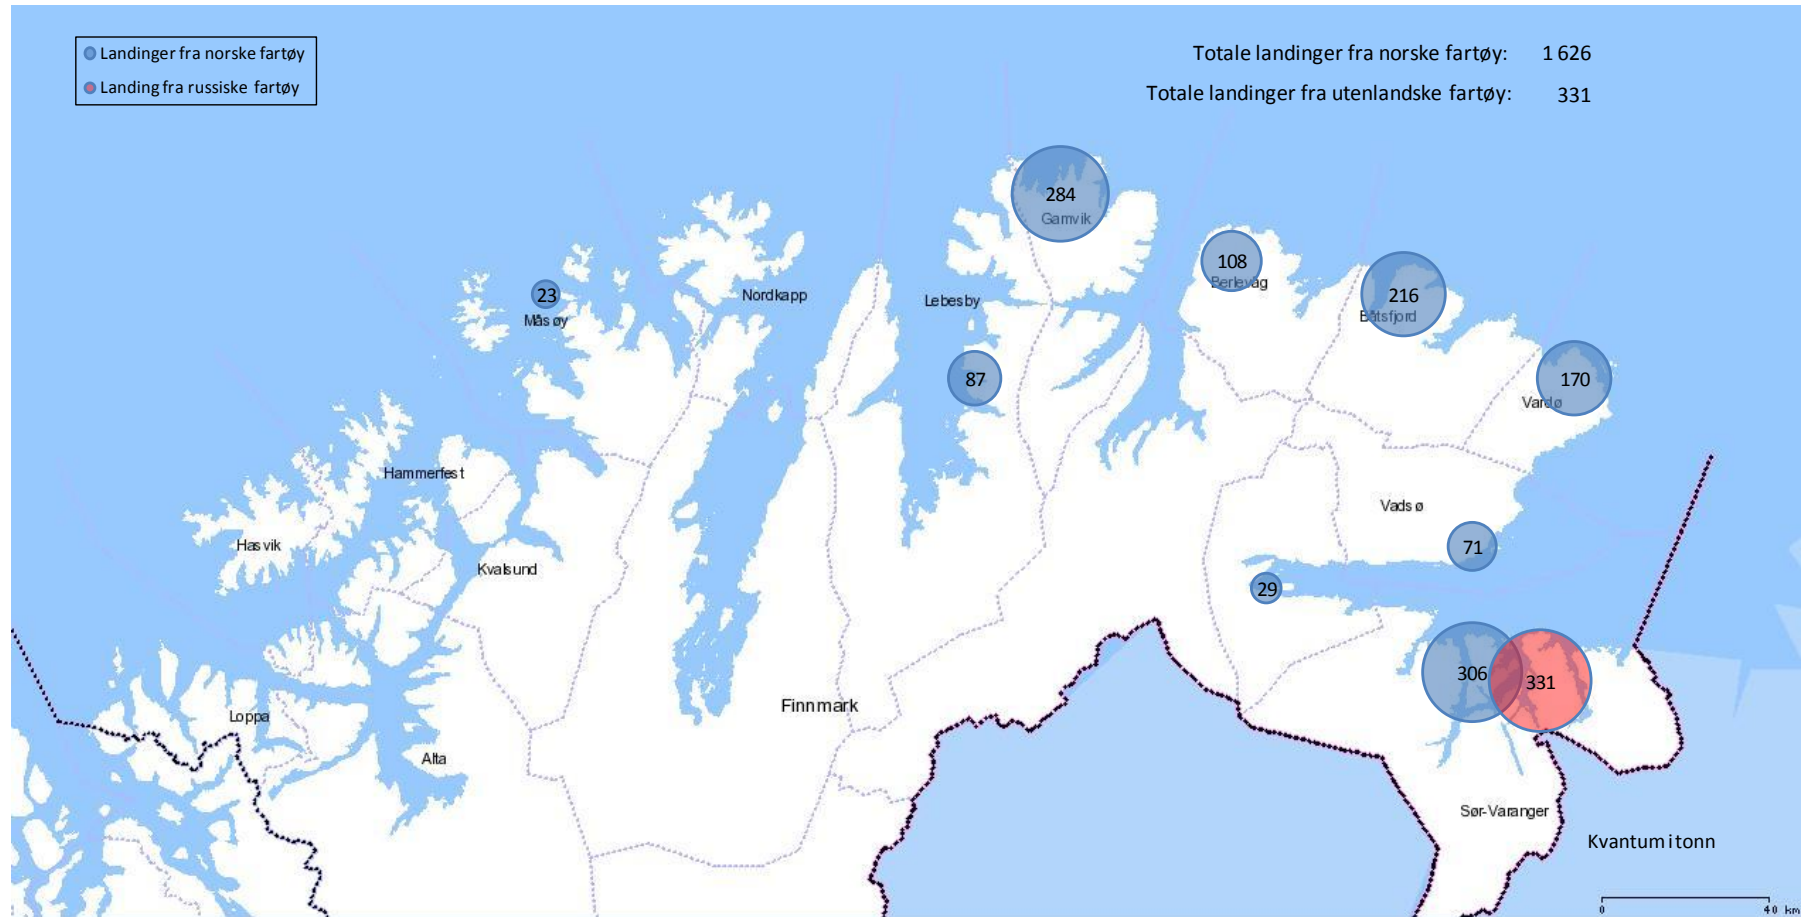 Landinger fra norske fartøy
Landing fra russiske fartøy
Totale landinger fra norske fartøy: 1 626
Totale landinger fra utenlandske fartøy: 331
284
Gamvik
108
Berlevåg
216
Båtsfjord
23
Måsøy
Nordkapp
Lebesby
87
170
Vardø
Hammerfest
Vadsø
Hasvik
Kvalsund
71
29
306
331
Finnmark
Loppa
Alta
Sør-Varanger
Kvantum i tonn
0 40 km